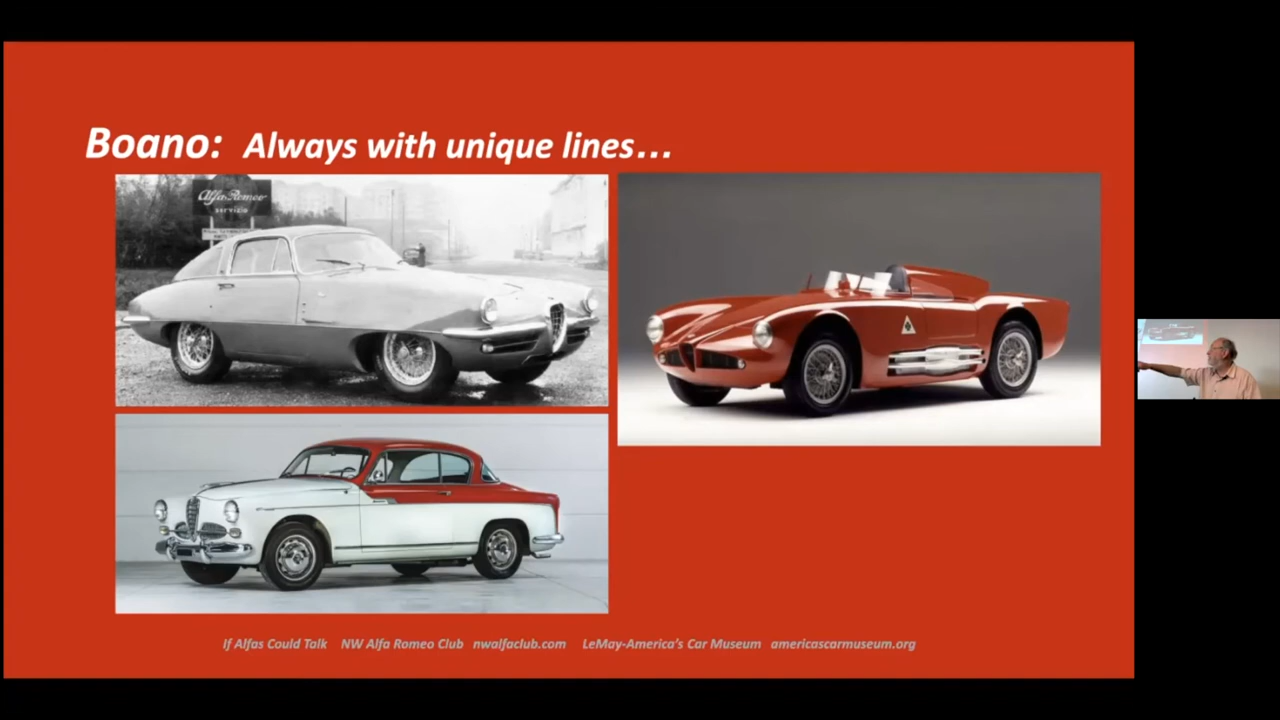 Boano: Always with unique lines...
Alfa-Romeo
SERVICIO
If Alfas Could Talk NW Alfa Romeo Club nwalfaclub.com LeMay-America's Car Museum americascarmuseum.org